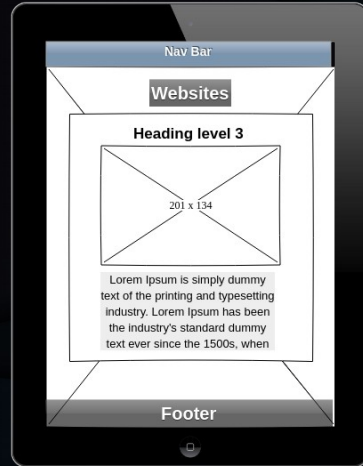 Nav Bar
Websites
Heading level 3
201 x 134
Lorem Ipsum is simply dummy
text of the printing and typesetting
industry. Lorem Ipsum has been
the industry's standard dummy
text ever since the 1500s, when
Footer